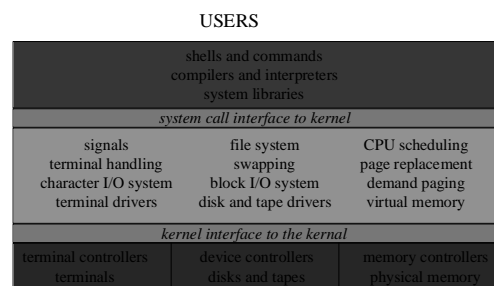 USERS
shells and commands
compilers and interpreters
system libraries
system call interface to kernel
signals
terminal handling
character I/O system
terminal drivers
file system
swapping
block I/O system
disk and tape drivers
CPU scheduling
page replacement
demand paging
virtual memory
kernel interface to the kernal
terminal controllers
terminals
device controllers
disks and tapes
memory controllers
physical memory